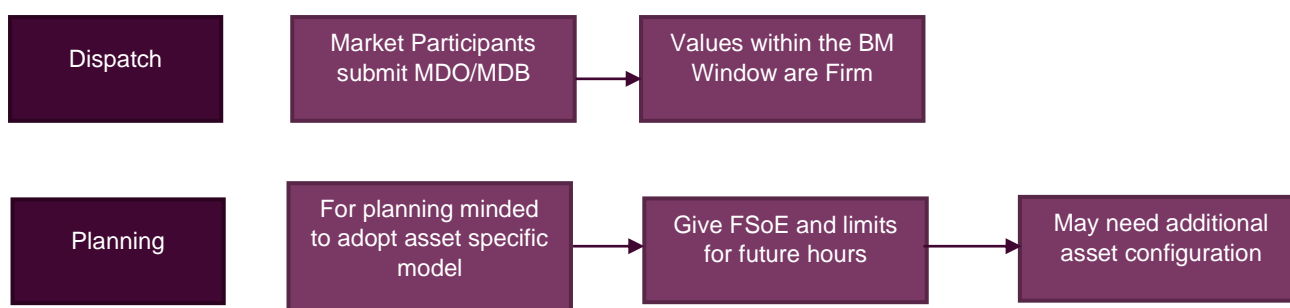 Dispatch
Market Participants
submit MDO/MDB
Values within the BM
Window are Firm
Planning
For planning minded
to adopt asset specific
model
Give FSoE and limits
for future hours
May need additional
asset configuration